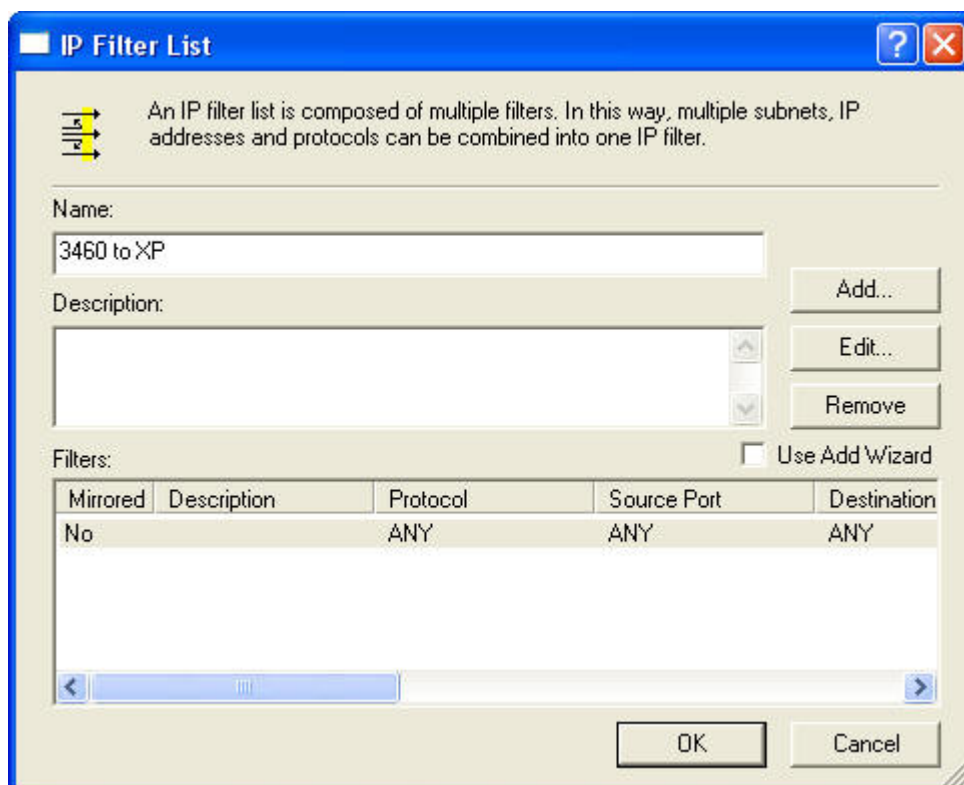 IP Filter List
An IP filter list is composed of multiple filters. In this way, multiple subnets, IP
addresses and protocols can be combined into one IP filter.
Name:
3460 to XP
Add...
Description:
Edit...
Remove
Filters:
Use Add Wizard
Mirrored Description Protocol Source Port Destination
No ANY ANY ANY
OK Cancel